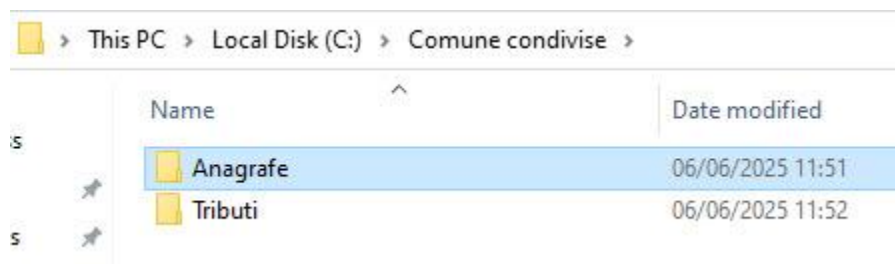 This PC > Local Disk (C:) > Comune condivise >
Name Date modified
Anagrafe 06/06/2025 11:51
Tributi 06/06/2025 11:52